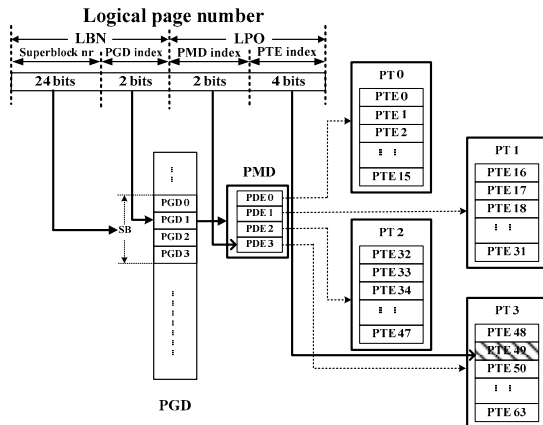 Logical page number
LBN LPO
Superblock nr PGD index PMD index PTE index
24 bits 2 bits 2 bits 4 bits
PT 0
PTE 0
PTE 1
PTE 2
PTE 15
PT 1
PTE 16
PTE 17
PTE 18
PTE 31
PMD
PDE 0
PDE 1
PDE 2
PDE 3
SB
PGD 0
PGD 1
PGD 2
PGD 3
PGD
PT 2
PTE 32
PTE 33
PTE 34
PTE 47
PT 3
PTE 48
PTE 49
PTE 50
PTE 63